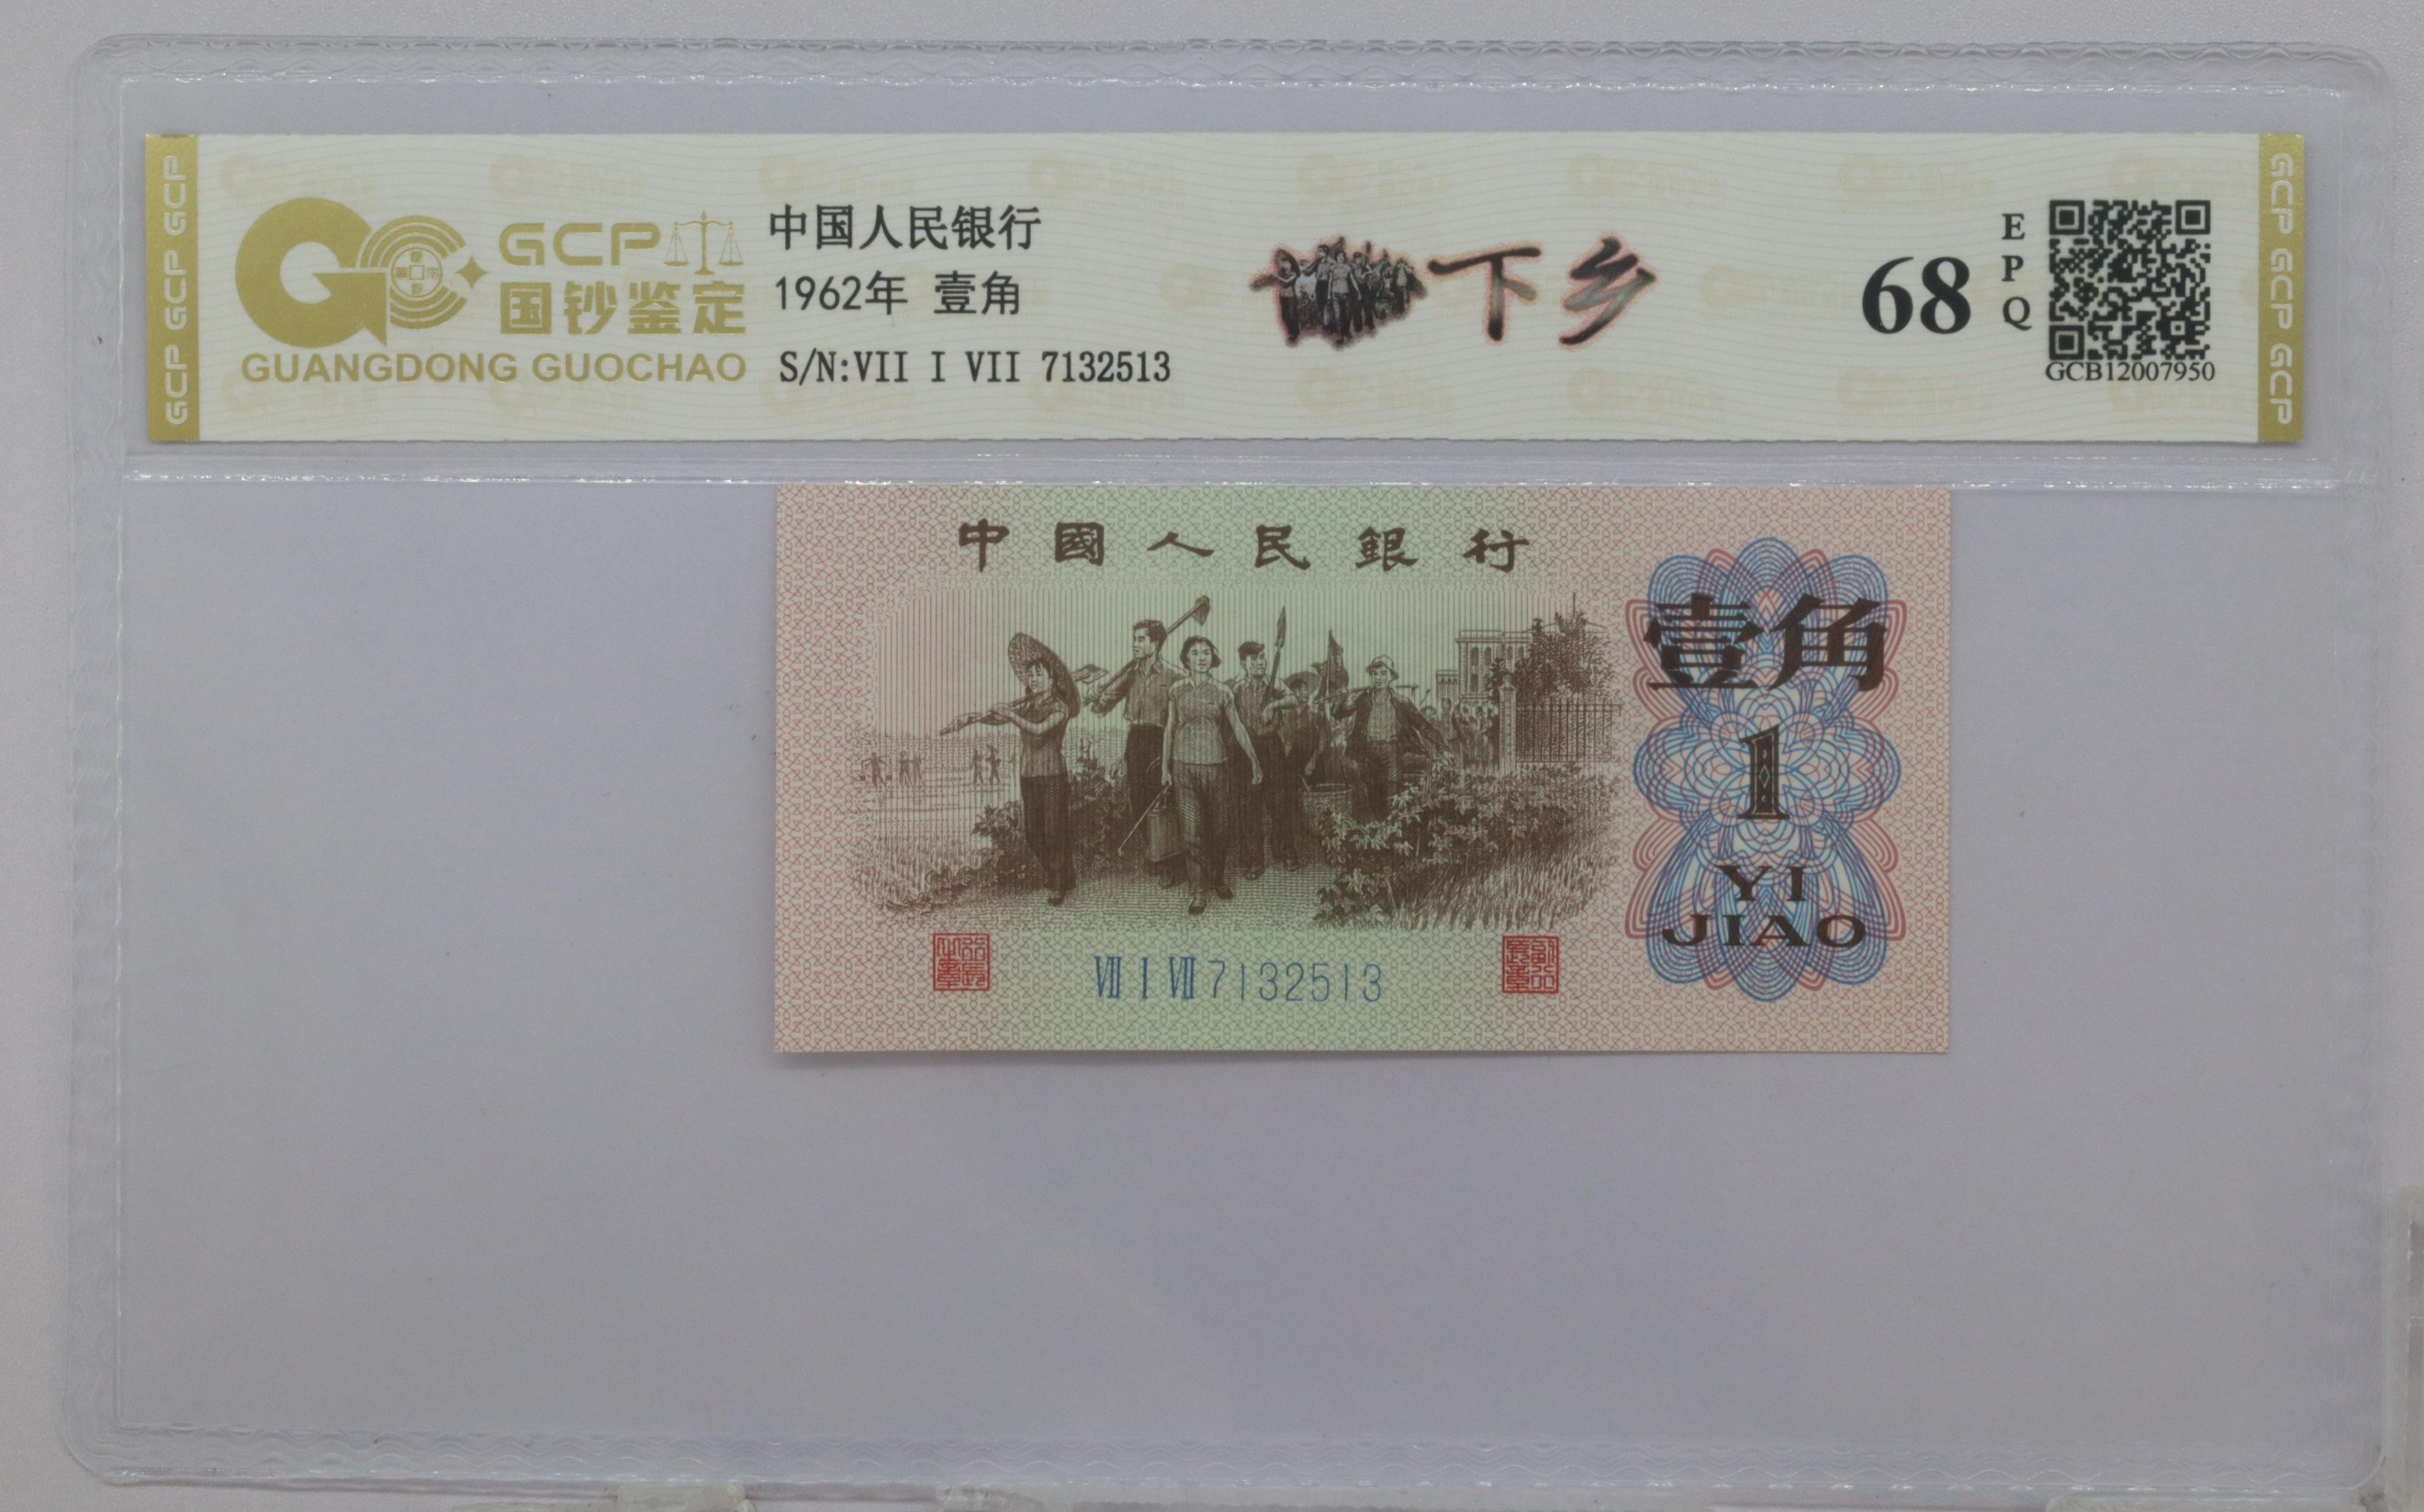 GCP GCP GCP
GCP
国钞鉴定
GUANGDONG GUOCHAO
中国人民银行
1962年 壹角
S/N:VII I VII 7132513
下乡
68
EPQ
GCB12007950
GCP GCP GCP
中國人民銀行
壹角
1
YI
JIAO
Ⅶ Ⅰ Ⅶ 7132513